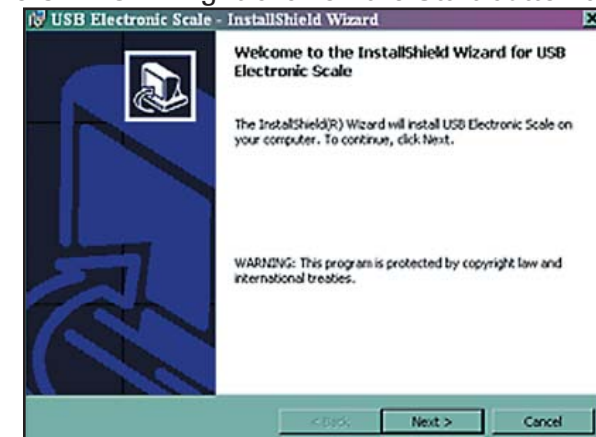 USB Electronic Scale - InstallShield Wizard
Welcome to the InstallShield Wizard for USB
Electronic Scale
The InstallShield(R) Wizard will install USB Electronic Scale on
your computer. To continue, click Next.
WARNING: This program is protected by copyright law and
international treaties.
< Back
Next >
Cancel